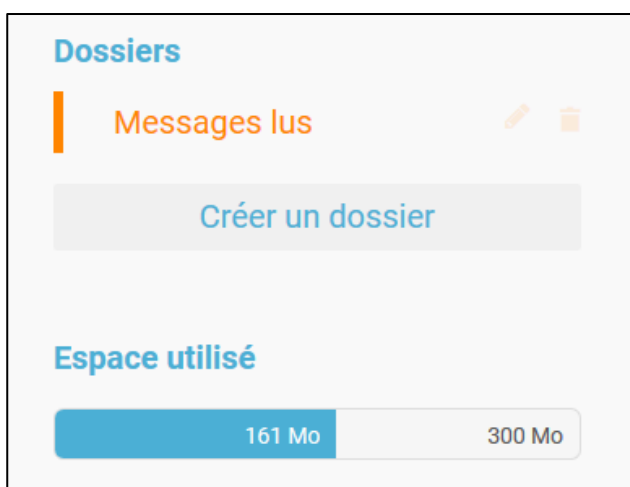 Dossiers
Messages lus
Créer un dossier
Espace utilisé
161 Mo 300 Mo